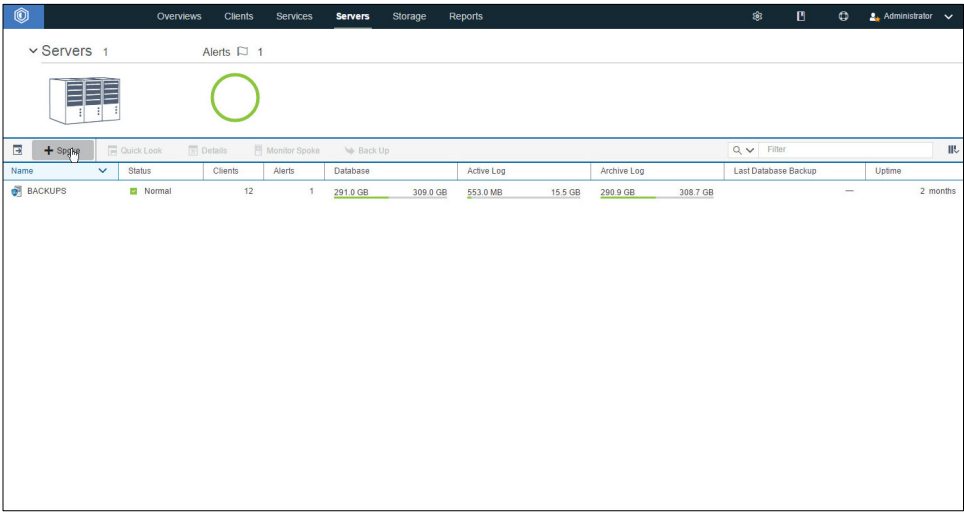 Overviews Clients Services Servers Storage Reports Administrator
Servers 1 Alerts 1
+ Spoke Quick Look Details Monitor Spoke Back Up Filter
Name Status Clients Alerts Database Active Log Archive Log Last Database Backup Uptime
BACKUPS Normal 12 1 291.0 GB 309.0 GB 553.0 MB 15.5 GB 290.9 GB 308.7 GB — 2 months